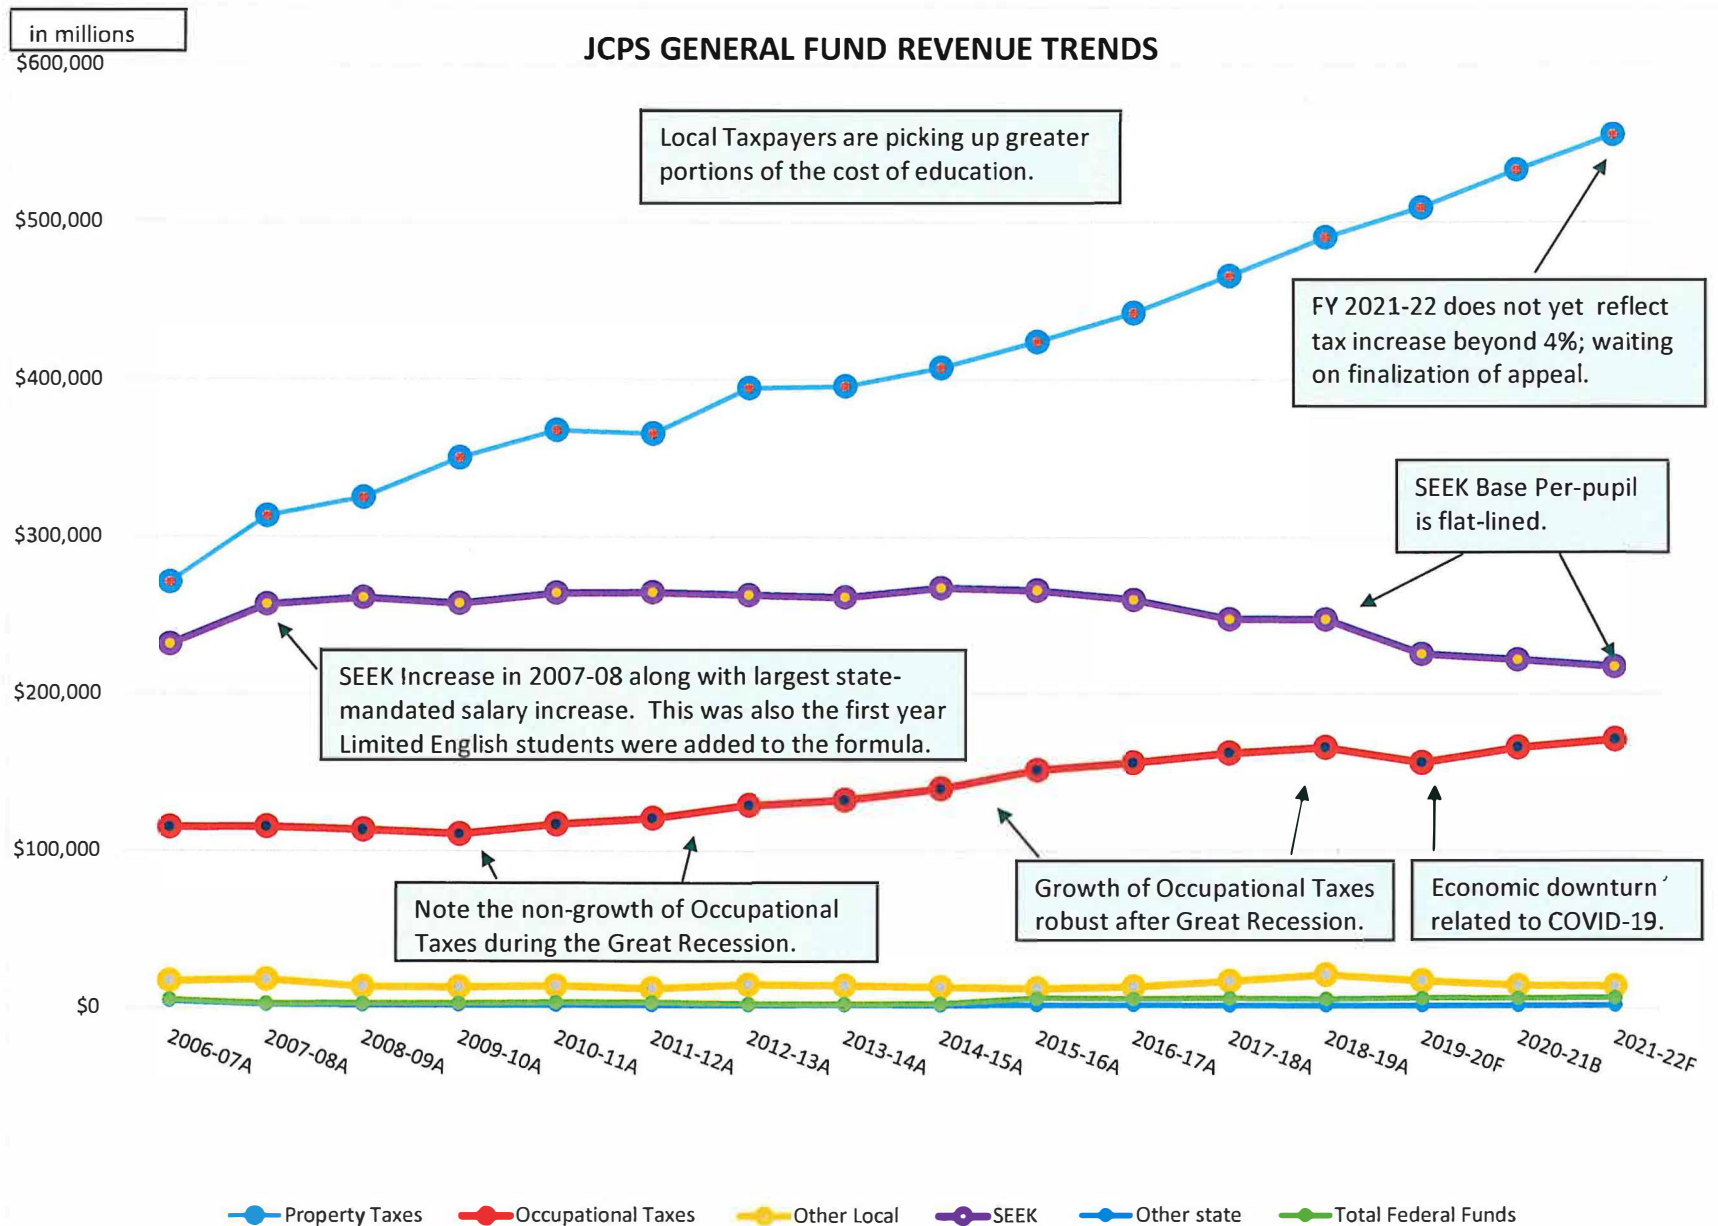 in millions
JCPS GENERAL FUND REVENUE TRENDS
$600,000
$500,000
$400,000
$300,000
$200,000
$100,000
$0
Local Taxpayers are picking up greater
portions of the cost of education.
FY 2021-22 does not yet reflect
tax increase beyond 4%; waiting
on finalization of appeal.
SEEK Base Per-pupil
is flat-lined.
SEEK Increase in 2007-08 along with largest state-
mandated salary increase. This was also the first year
Limited English students were added to the formula.
Note the non-growth of Occupational
Taxes during the Great Recession.
Growth of Occupational Taxes
robust after Great Recession.
Economic downturn
related to COVID-19.
2006-07A
2007-08A
2008-09A
2009-10A
2010-11A
2011-12A
2012-13A
2013-14A
2014-15A
2015-16A
2016-17A
2017-18A
2018-19A
2019-20F
2020-21B
2021-22F
Property Taxes
Occupational Taxes
Other Local
SEEK
Other state
Total Federal Funds